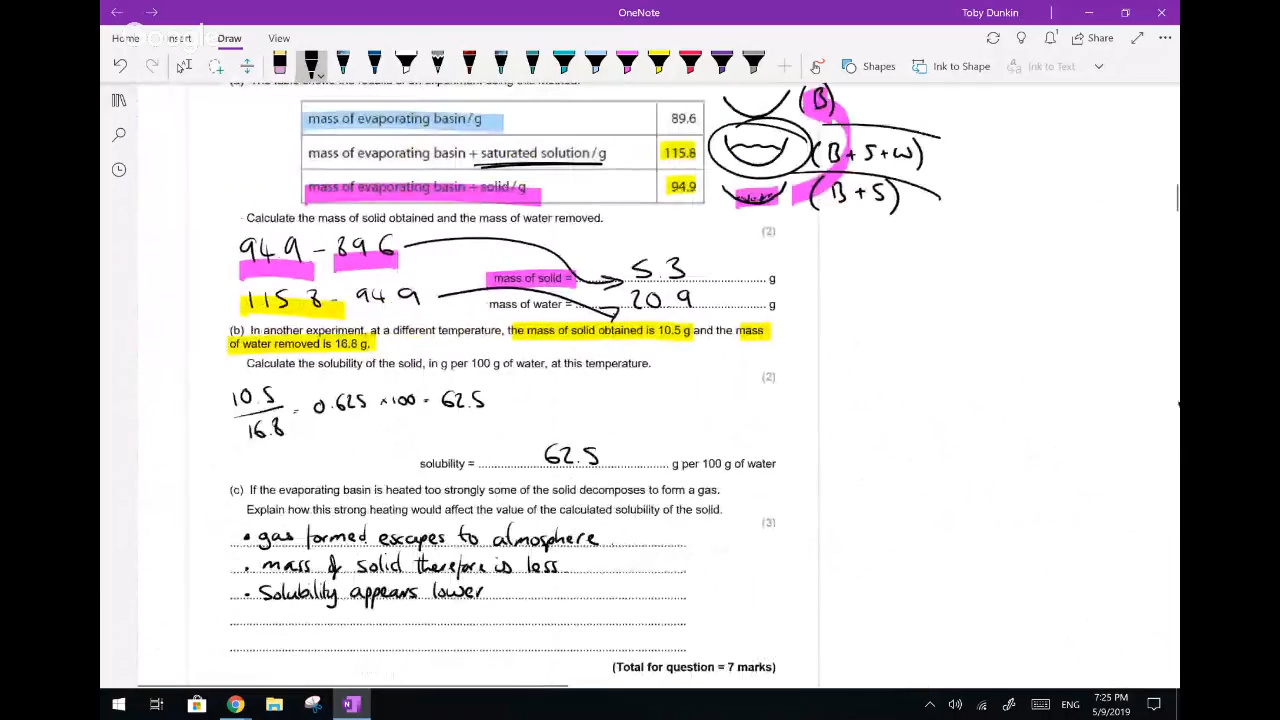 OneNote
Toby Dunkin
Home Insert Draw View
Share
Shapes Ink to Shape Ink to Text
mass of evaporating basin/g 89.6
mass of evaporating basin + saturated solution/g 115.8
mass of evaporating basin + solid/g 94.9
(B)
(B + S + W)
(B + S)
Calculate the mass of solid obtained and the mass of water removed.
(2)
94.9 - 89.6
mass of solid = 5.3 g
115.8 - 94.9
mass of water = 20.9 g
(b) In another experiment, at a different temperature, the mass of solid obtained is 10.5 g and the mass
of water removed is 16.8 g.
Calculate the solubility of the solid, in g per 100 g of water, at this temperature.
(2)
10.5
16.8
= 0.625 × 100 = 62.5
solubility = 62.5 g per 100 g of water
(c) If the evaporating basin is heated too strongly some of the solid decomposes to form a gas.
Explain how this strong heating would affect the value of the calculated solubility of the solid.
(3)
• gas formed escapes to atmosphere
• mass of solid therefore is less
• Solubility appears lower
(Total for question = 7 marks)
7:25 PM
5/9/2019